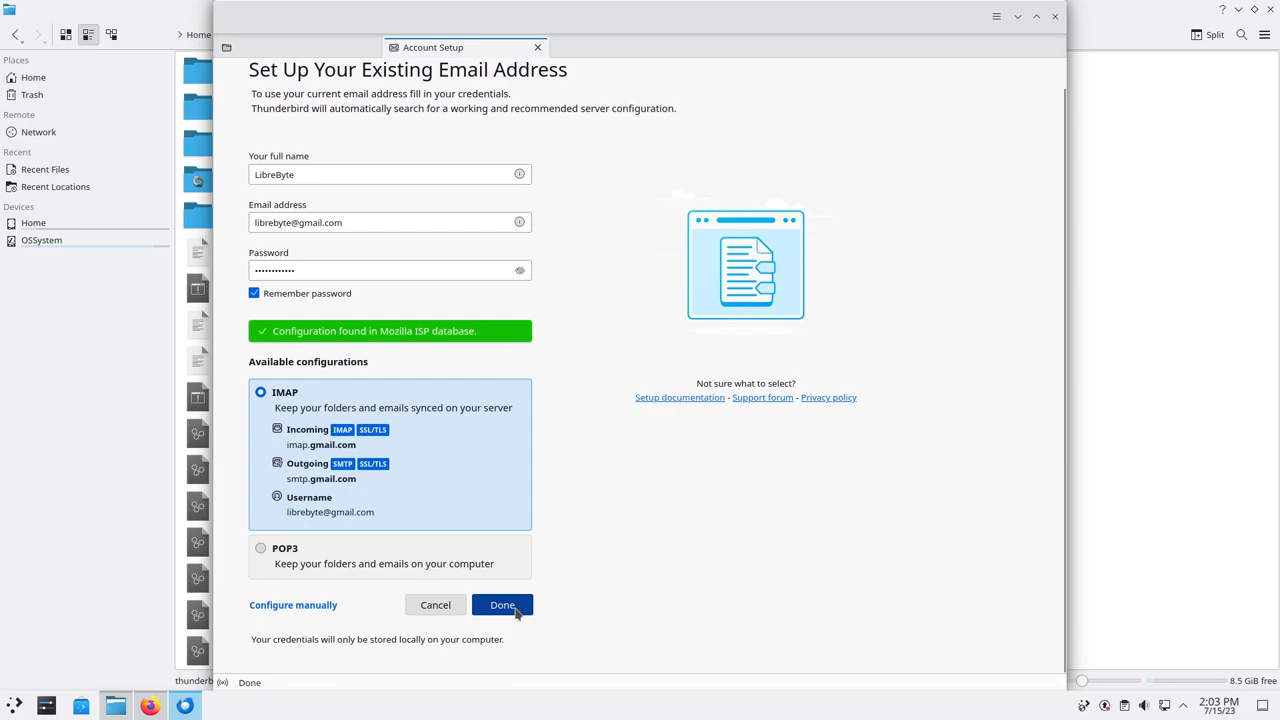 Home
Split
Places
Home
Trash
Remote
Network
Recent
Recent Files
Recent Locations
Devices
Home
OSSystem
Account Setup
Set Up Your Existing Email Address
To use your current email address fill in your credentials.
Thunderbird will automatically search for a working and recommended server configuration.
Your full name
LibreByte
Email address
librebyte@gmail.com
Password
••••••••••••
Remember password
Configuration found in Mozilla ISP database.
Available configurations
IMAP
Keep your folders and emails synced on your server
Incoming IMAP SSL/TLS
imap.gmail.com
Outgoing SMTP SSL/TLS
smtp.gmail.com
Username
librebyte@gmail.com
POP3
Keep your folders and emails on your computer
Configure manually
Cancel
Done
Your credentials will only be stored locally on your computer.
Not sure what to select?
Setup documentation - Support forum - Privacy policy
thunderb
Done
8.5 GiB free
2:03 PM
7/15/23